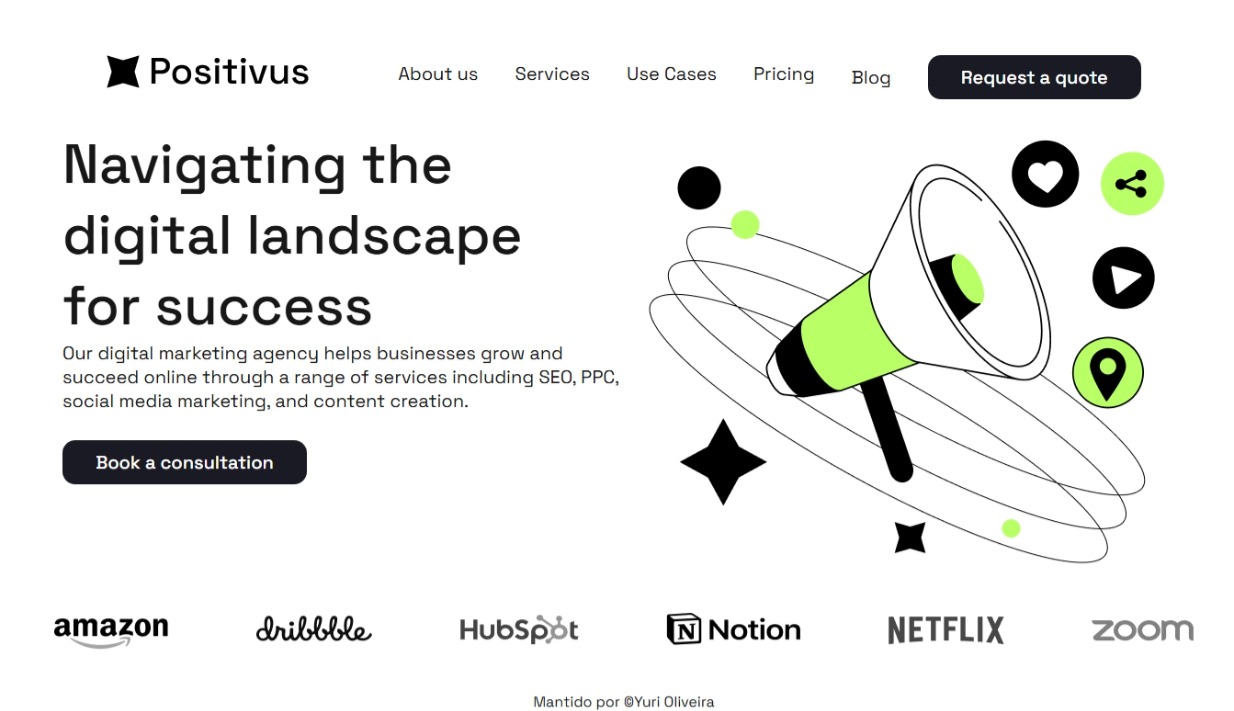 Positivus
About us Services Use Cases Pricing Blog Request a quote
Navigating the
digital landscape
for success
Our digital marketing agency helps businesses grow and
succeed online through a range of services including SEO, PPC,
social media marketing, and content creation.
Book a consultation
amazon dribbble HubSpot N Notion NETFLIX zoom
Mantido por ©Yuri Oliveira